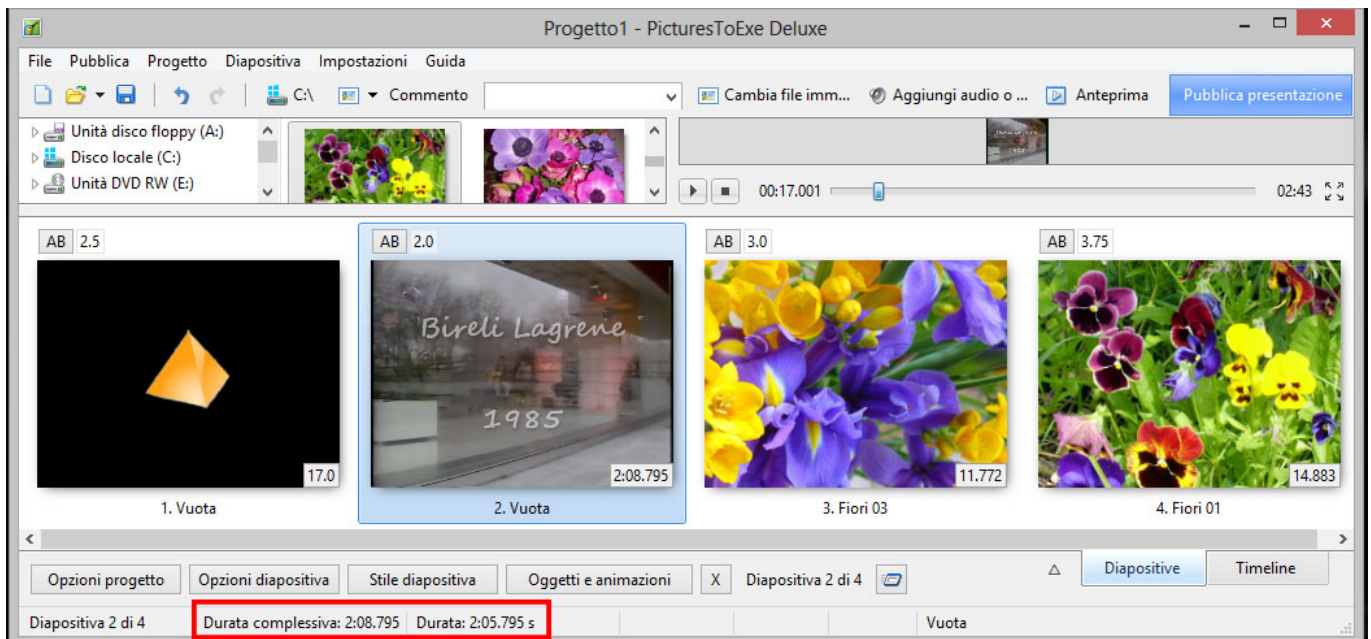 Progetto1 - PicturesToExe Deluxe
File Pubblica Progetto Diapositiva Impostazioni Guida
C:\ Commento Cambia file imm... Aggiungi audio o ... Anteprima Pubblica presentazione
Unità disco floppy (A:)
Disco locale (C:)
Unità DVD RW (E:)
00:17.001 02:43
AB 2.5 AB 2.0 AB 3.0 AB 3.75
Bireli Lagrene
1985
17.0 2:08.795 11.772 14.883
1. Vuota 2. Vuota 3. Fiori 03 4. Fiori 01
Opzioni progetto Opzioni diapositiva Stile diapositiva Oggetti e animazioni X Diapositiva 2 di 4 Diapositive Timeline
Diapositiva 2 di 4 Durata complessiva: 2:08.795 Durata: 2:05.795 s Vuota